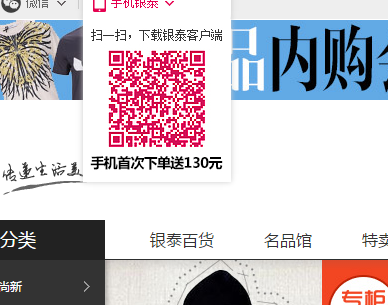 微信 手机银泰
扫一扫，下载银泰客户端
品内购会
手机首次下单送130元
传递生活美
分类 银泰百货 名品馆 特卖
尚新
专柜